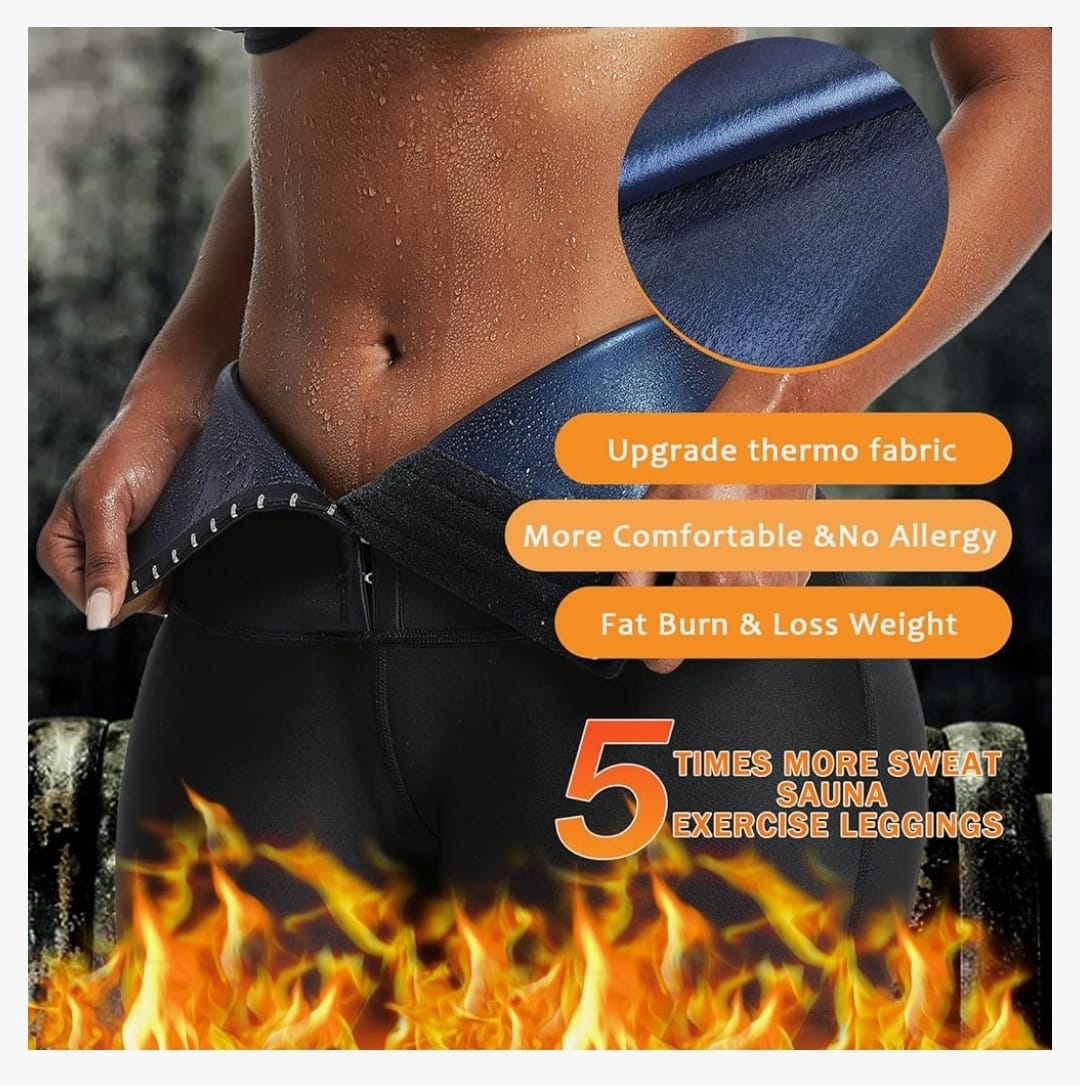 Upgrade thermo fabric
More Comfortable &No Allergy
Fat Burn & Loss Weight
5 TIMES MORE SWEAT
SAUNA
EXERCISE LEGGINGS